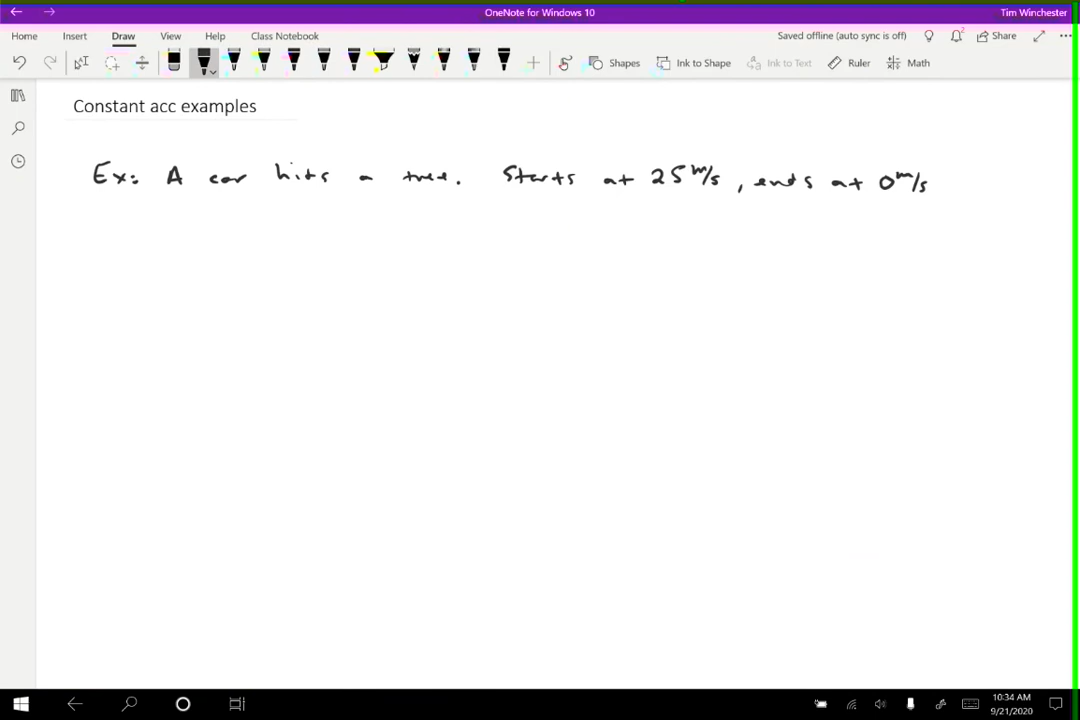 OneNote for Windows 10
Tim Winchester
Home Insert Draw View Help Class Notebook
Saved offline (auto sync is off)
Share
Shapes
Ink to Shape
Ink to Text
Ruler
Math
Constant acc examples
Ex: A car hits a tree. Starts at 25 m/s, ends at 0 m/s
10:34 AM
9/21/2020